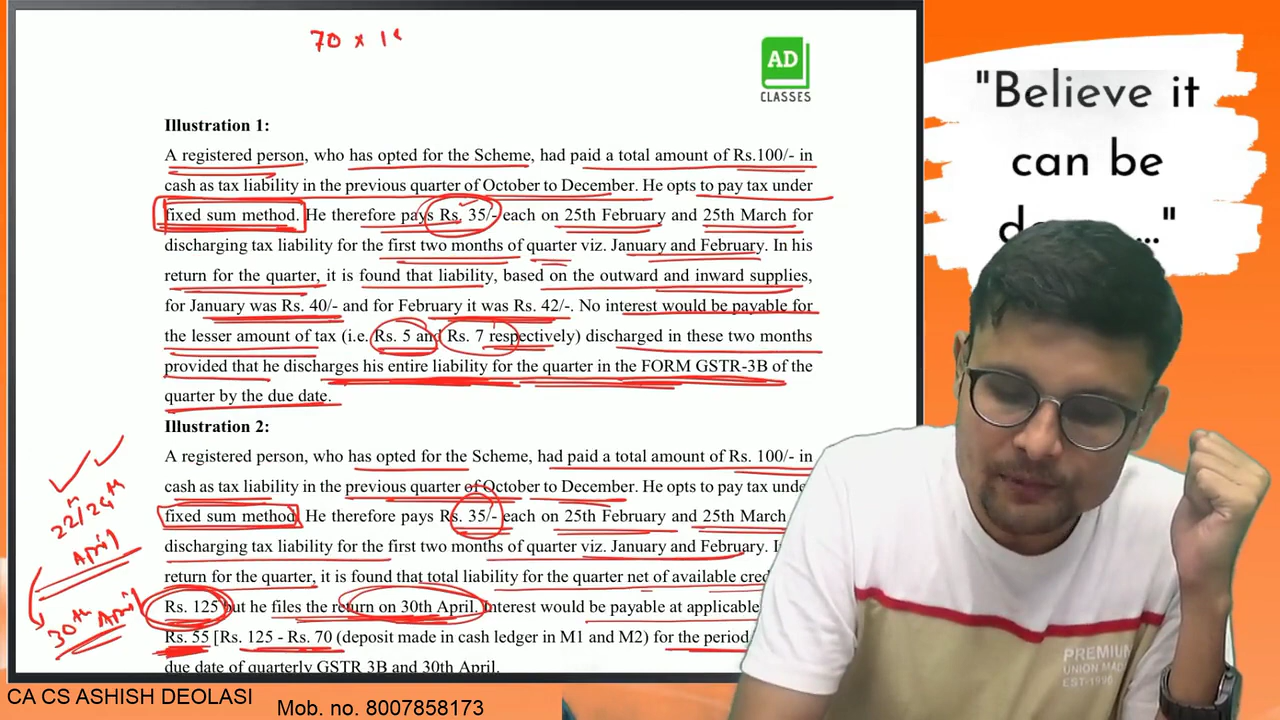 70 x 1
AD
CLASSES
Illustration 1:
A registered person, who has opted for the Scheme, had paid a total amount of Rs.100/- in
cash as tax liability in the previous quarter of October to December. He opts to pay tax under
fixed sum method. He therefore pays Rs. 35/- each on 25th February and 25th March for
discharging tax liability for the first two months of quarter viz. January and February. In his
return for the quarter, it is found that liability, based on the outward and inward supplies,
for January was Rs. 40/- and for February it was Rs. 42/-. No interest would be payable for
the lesser amount of tax (i.e. Rs. 5 and Rs. 7 respectively) discharged in these two months
provided that he discharges his entire liability for the quarter in the FORM GSTR-3B of the
quarter by the due date.
Illustration 2:
A registered person, who has opted for the Scheme, had paid a total amount of Rs. 100/- in
cash as tax liability in the previous quarter of October to December. He opts to pay tax unde
fixed sum method. He therefore pays Rs. 35/- each on 25th February and 25th March
discharging tax liability for the first two months of quarter viz. January and February. I
return for the quarter, it is found that total liability for the quarter net of available cred
Rs. 125 but he files the return on 30th April. Interest would be payable at applicable
Rs. 55 [Rs. 125 - Rs. 70 (deposit made in cash ledger in M1 and M2) for the period
due date of quarterly GSTR 3B and 30th April.
22nd/24th
April
30th April
"Believe it
can be
d..."
PREMIUM
UNION MAD
EST-1990
CA CS ASHISH DEOLASI
Mob. no. 8007858173